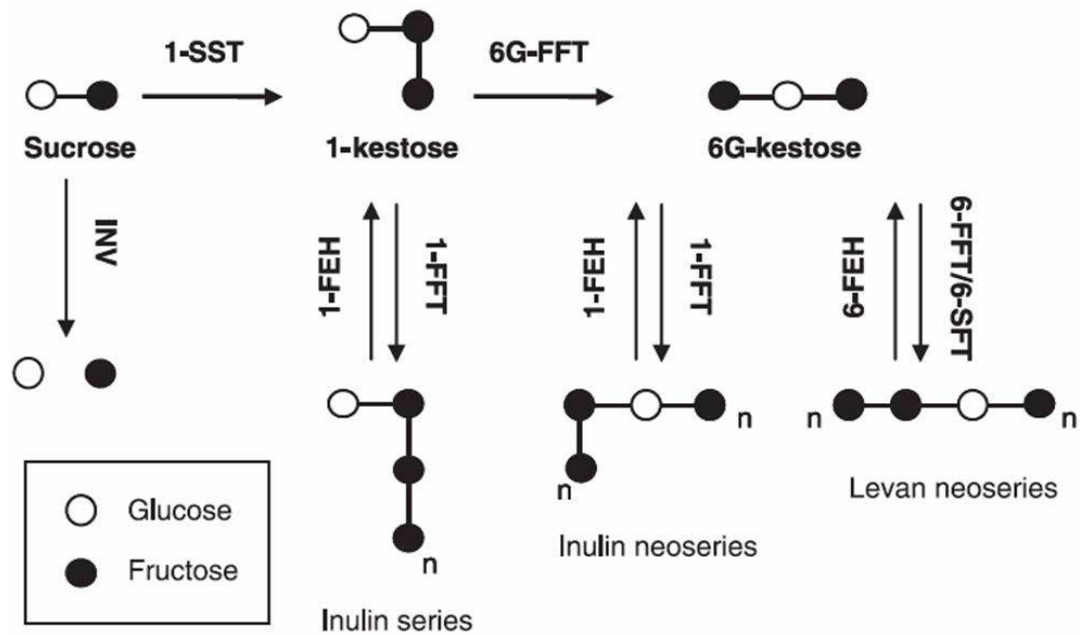 1-SST
6G-FFT
Sucrose
1-kestose
6G-kestose
INV
1-FEH
1-FFT
1-FEH
1-FFT
6-FEH
6-FFT/6-SFT
n
n
n
n
n
Glucose
Fructose
Levan neoseries
Inulin neoseries
Inulin series